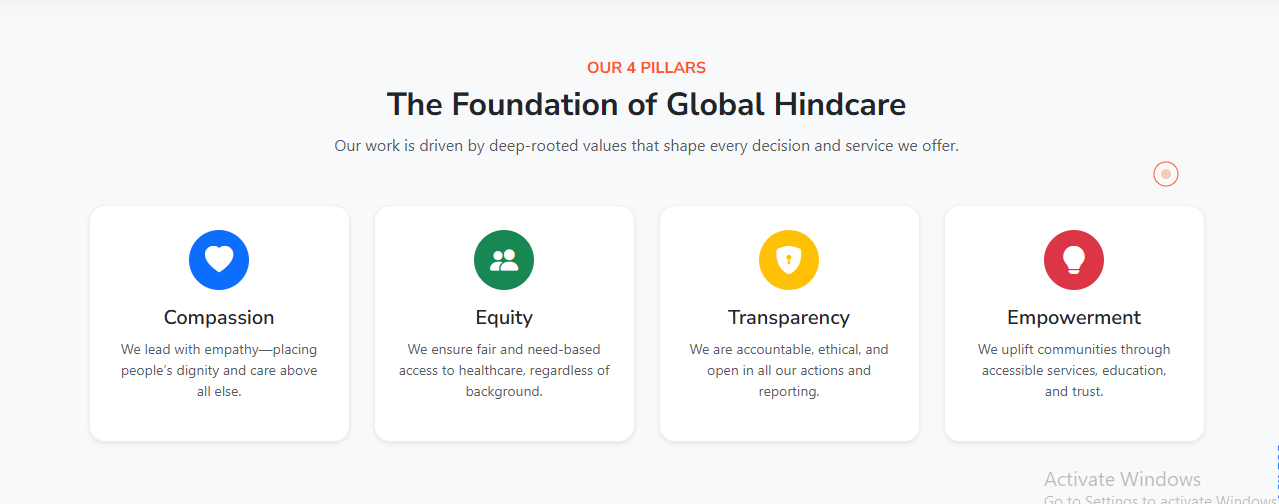 OUR 4 PILLARS
The Foundation of Global Hindcare
Our work is driven by deep-rooted values that shape every decision and service we offer.
Compassion
We lead with empathy—placing
people’s dignity and care above
all else.
Equity
We ensure fair and need-based
access to healthcare, regardless of
background.
Transparency
We are accountable, ethical, and
open in all our actions and
reporting.
Empowerment
We uplift communities through
accessible services, education,
and trust.
Activate Windows
Go to Settings to activate Windows